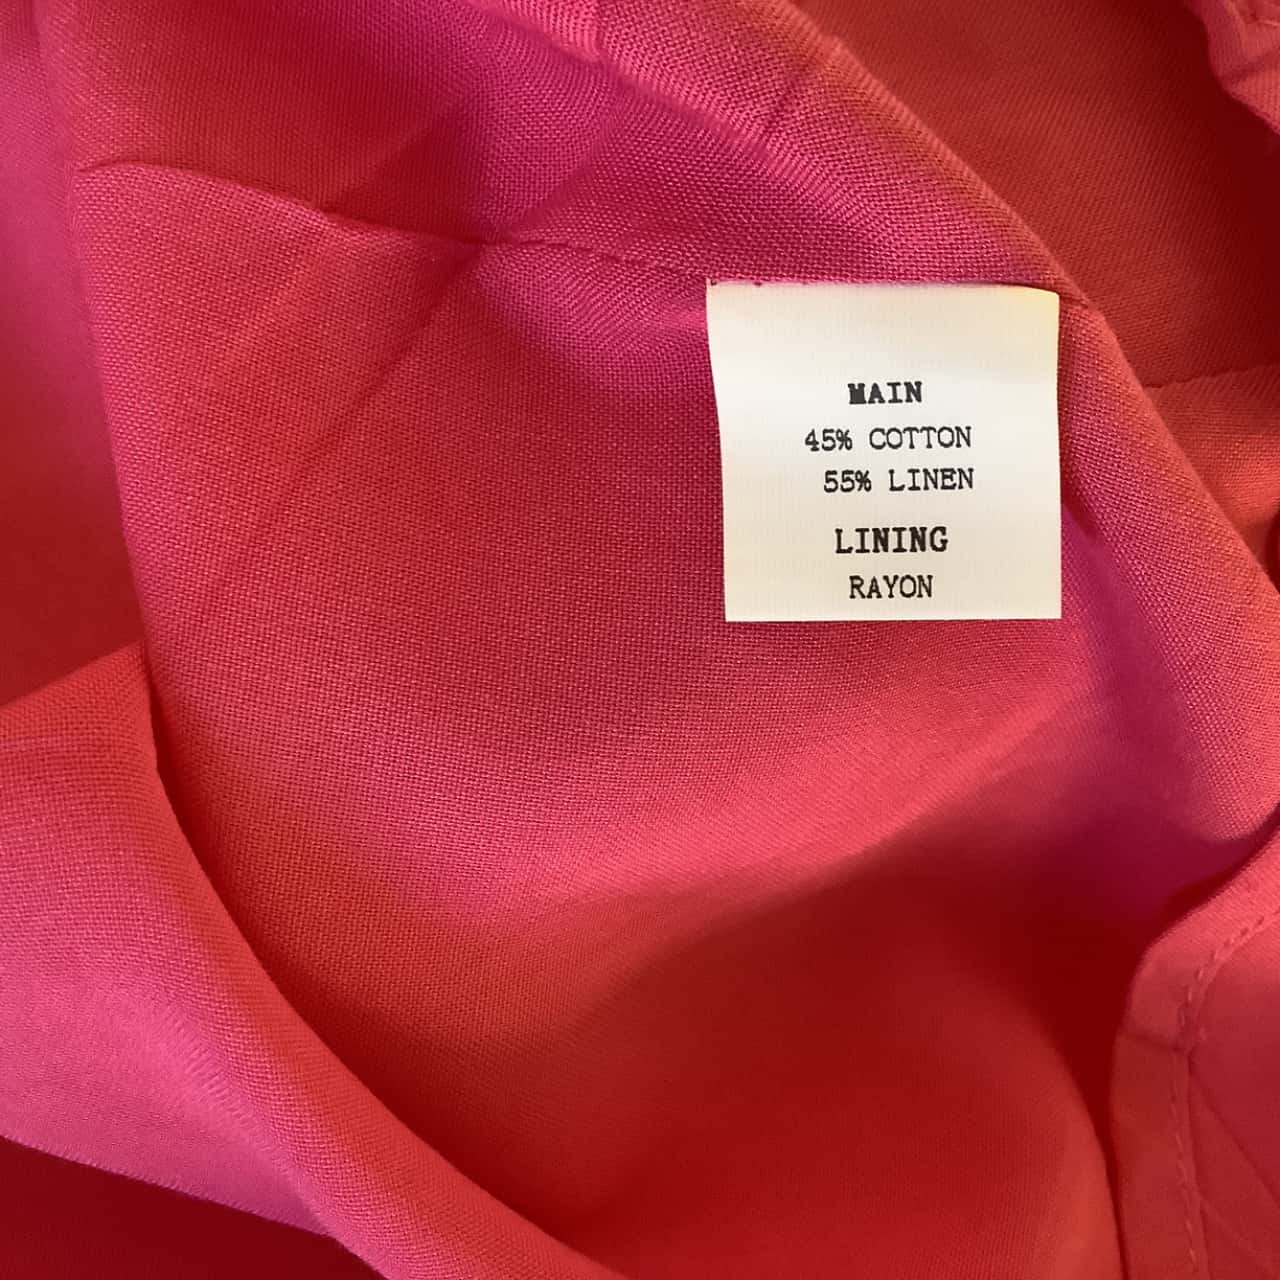 MAIN
45% COTTON
55% LINEN
LINING
RAYON